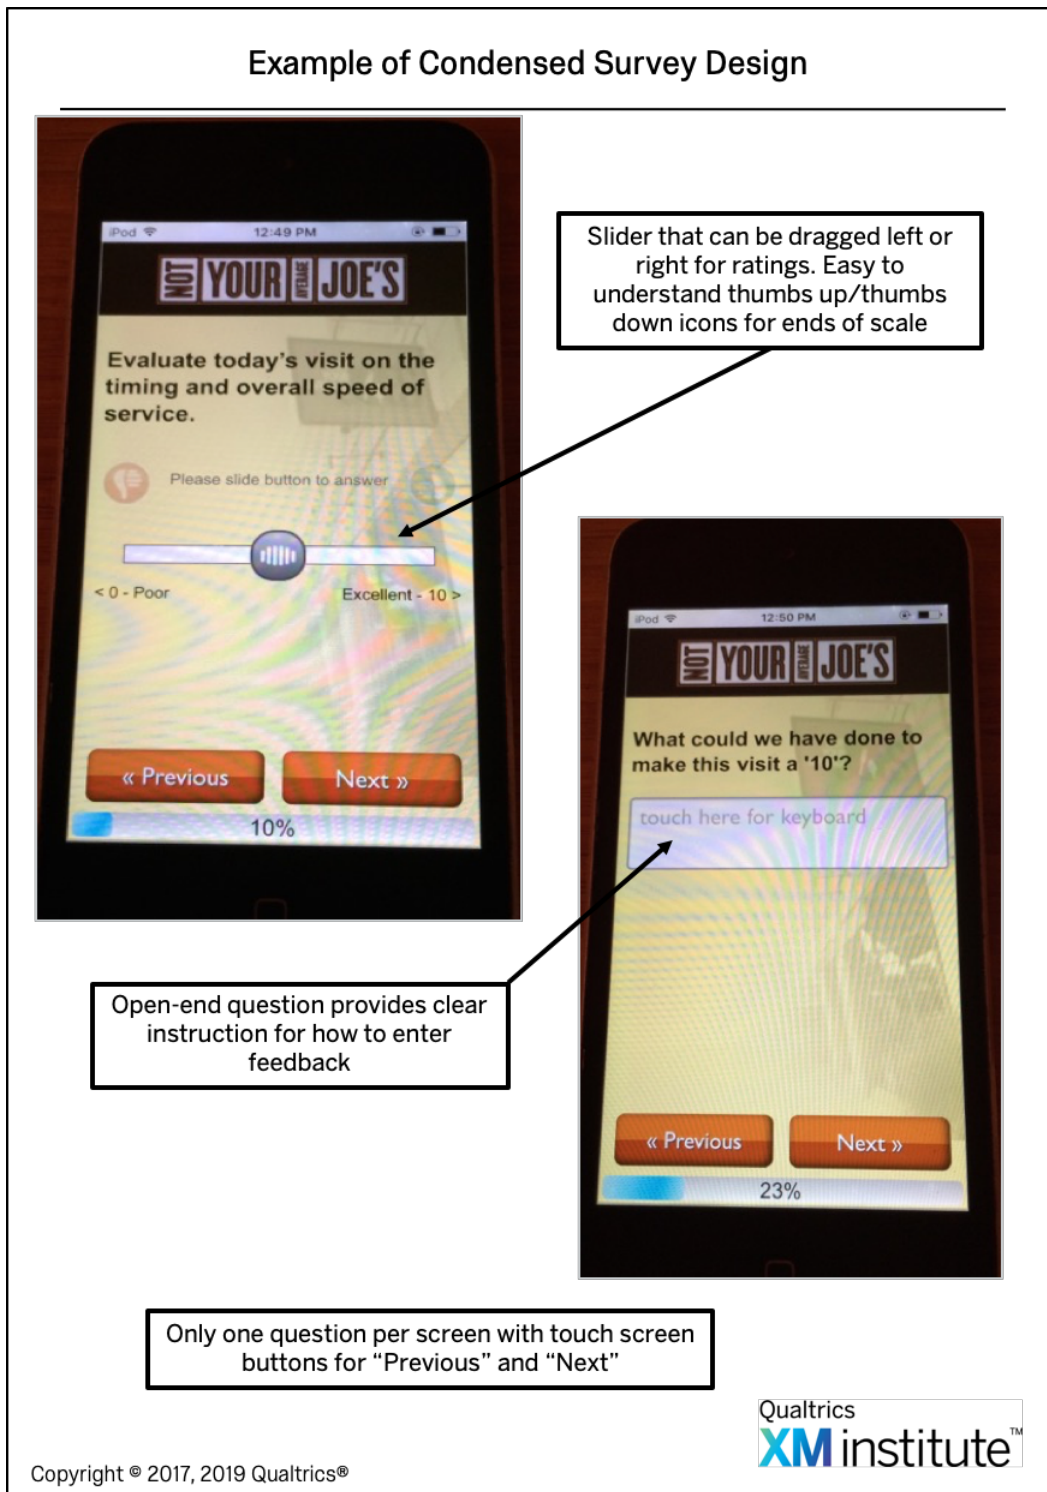 Example of Condensed Survey Design
iPod
12:49 PM
NOT YOUR AVERAGE JOE'S
Evaluate today's visit on the
timing and overall speed of
service.
Please slide button to answer
< 0 - Poor
Excellent - 10 >
« Previous
Next »
10%
Slider that can be dragged left or
right for ratings. Easy to
understand thumbs up/thumbs
down icons for ends of scale
iPod
12:50 PM
NOT YOUR AVERAGE JOE'S
What could we have done to
make this visit a '10'?
touch here for keyboard
« Previous
Next »
23%
Open-end question provides clear
instruction for how to enter
feedback
Only one question per screen with touch screen
buttons for “Previous” and “Next”
Qualtrics
XM institute™
Copyright © 2017, 2019 Qualtrics®